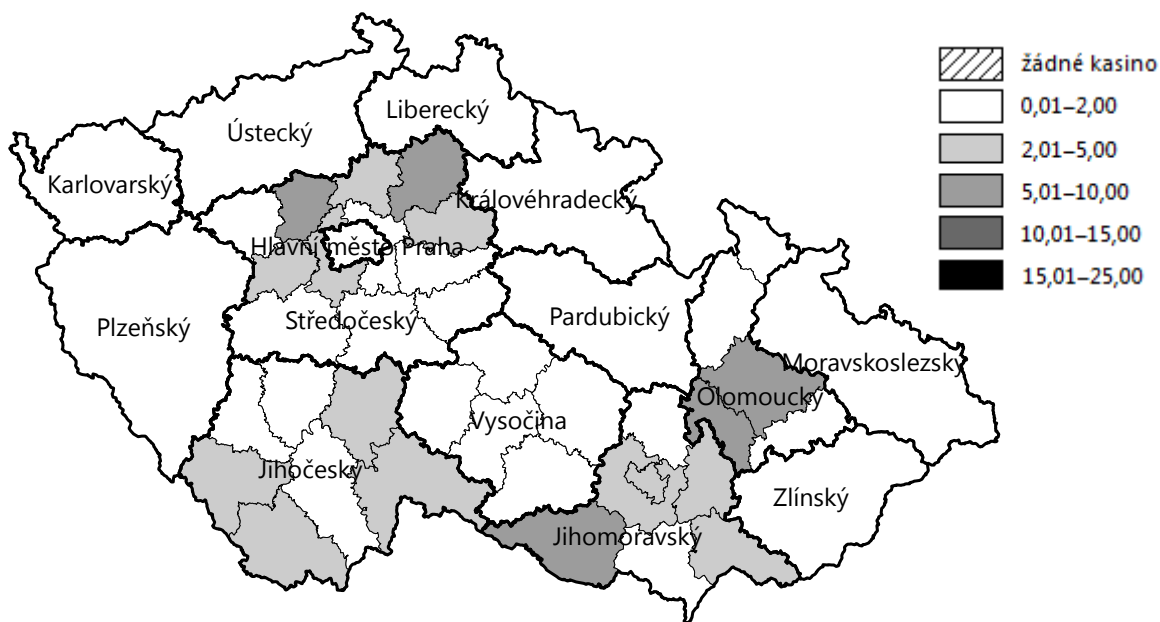 žádné kasino
0,01–2,00
2,01–5,00
5,01–10,00
10,01–15,00
15,01–25,00
Liberecký
Ústecký
Karlovarský
Královéhradecký
Hlavní město Praha
Středočeský
Plzeňský
Pardubický
Moravskoslezský
Olomoucký
Vysočina
Jihočeský
Zlínský
Jihomoravský